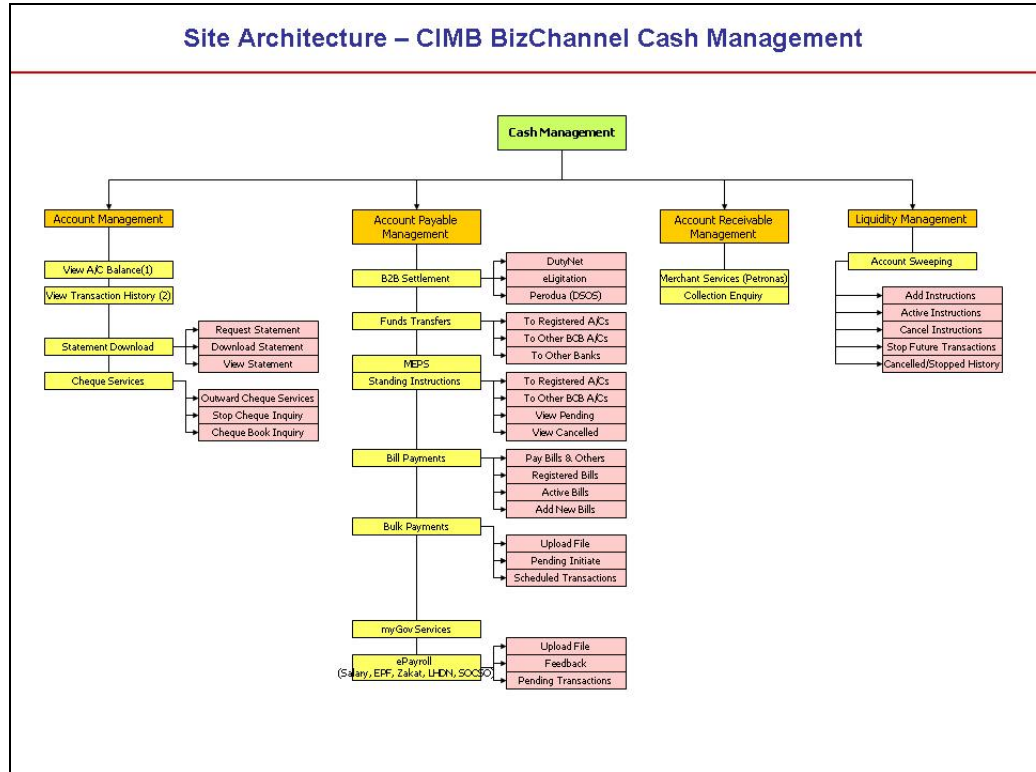 Site Architecture – CIMB BizChannel Cash Management
Cash Management
Account Management
View A/C Balance(1)
View Transaction History (2)
Statement Download
Request Statement
Download Statement
View Statement
Cheque Services
Outward Cheque Services
Stop Cheque Inquiry
Cheque Book Inquiry
Account Payable
Management
B2B Settlement
DutyNet
eLigitation
Perodua (DSOS)
Funds Transfers
To Registered A/Cs
To Other BCB A/Cs
To Other Banks
MEPS
Standing Instructions
To Registered A/Cs
To Other BCB A/Cs
View Pending
View Cancelled
Bill Payments
Pay Bills & Others
Registered Bills
Active Bills
Add New Bills
Bulk Payments
Upload File
Pending Initiate
Scheduled Transactions
myGov Services
ePayroll
(Salary, EPF, Zakat, LHDN, SOCSO)
Upload File
Feedback
Pending Transactions
Account Receivable
Management
Merchant Services (Petronas)
Collection Enquiry
Liquidity Management
Account Sweeping
Add Instructions
Active Instructions
Cancel Instructions
Stop Future Transactions
Cancelled/Stopped History